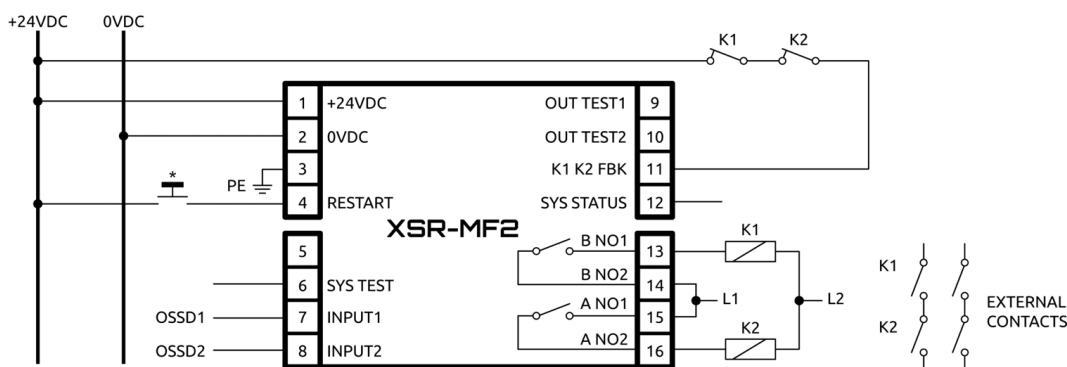 +24VDC 0VDC
K1 K2
1 +24VDC OUT TEST1 9
2 0VDC OUT TEST2 10
3 K1 K2 FBK 11
PE
*
4 RESTART SYS STATUS 12
XSR-MF2
5 B NO1 13 K1
6 SYS TEST B NO2 14
L1 L2
OSSD1 7 INPUT1 A NO1 15
OSSD2 8 INPUT2 A NO2 16 K2
K1
K2
EXTERNAL
CONTACTS